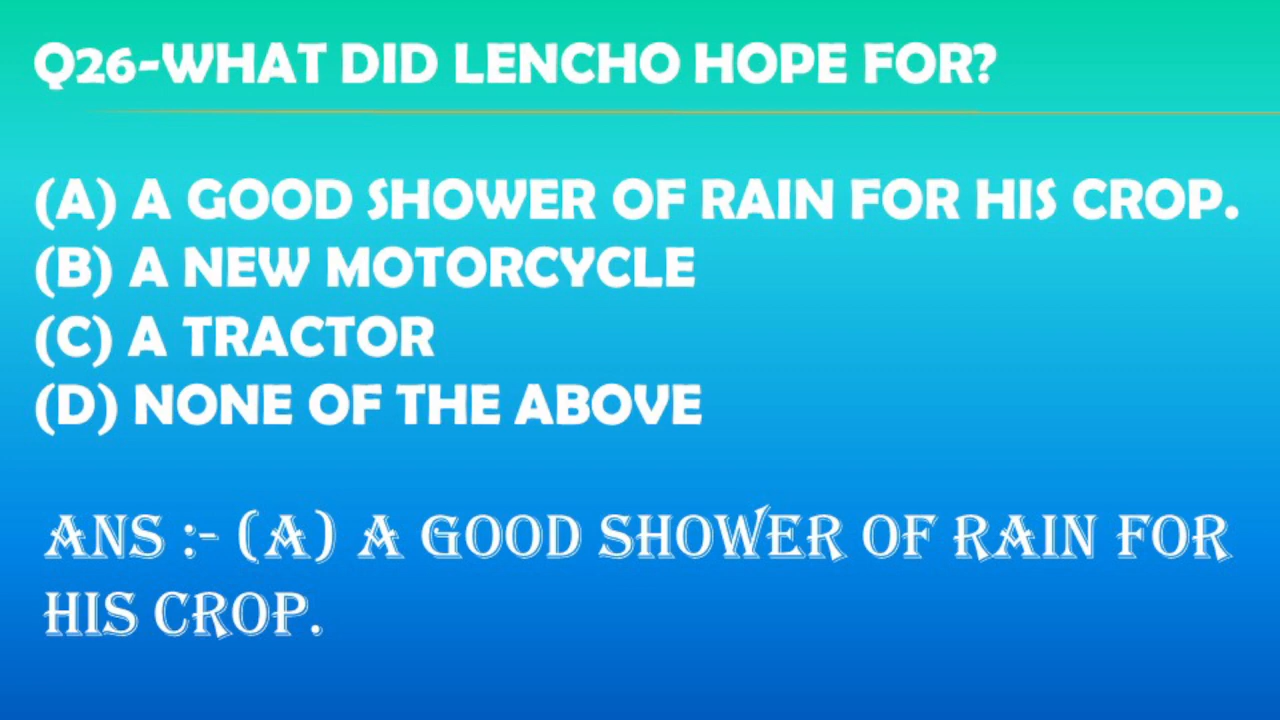 Q26-WHAT DID LENCHO HOPE FOR?
(A) A GOOD SHOWER OF RAIN FOR HIS CROP.
(B) A NEW MOTORCYCLE
(C) A TRACTOR
(D) NONE OF THE ABOVE
ANS :- (A) A GOOD SHOWER OF RAIN FOR
HIS CROP.